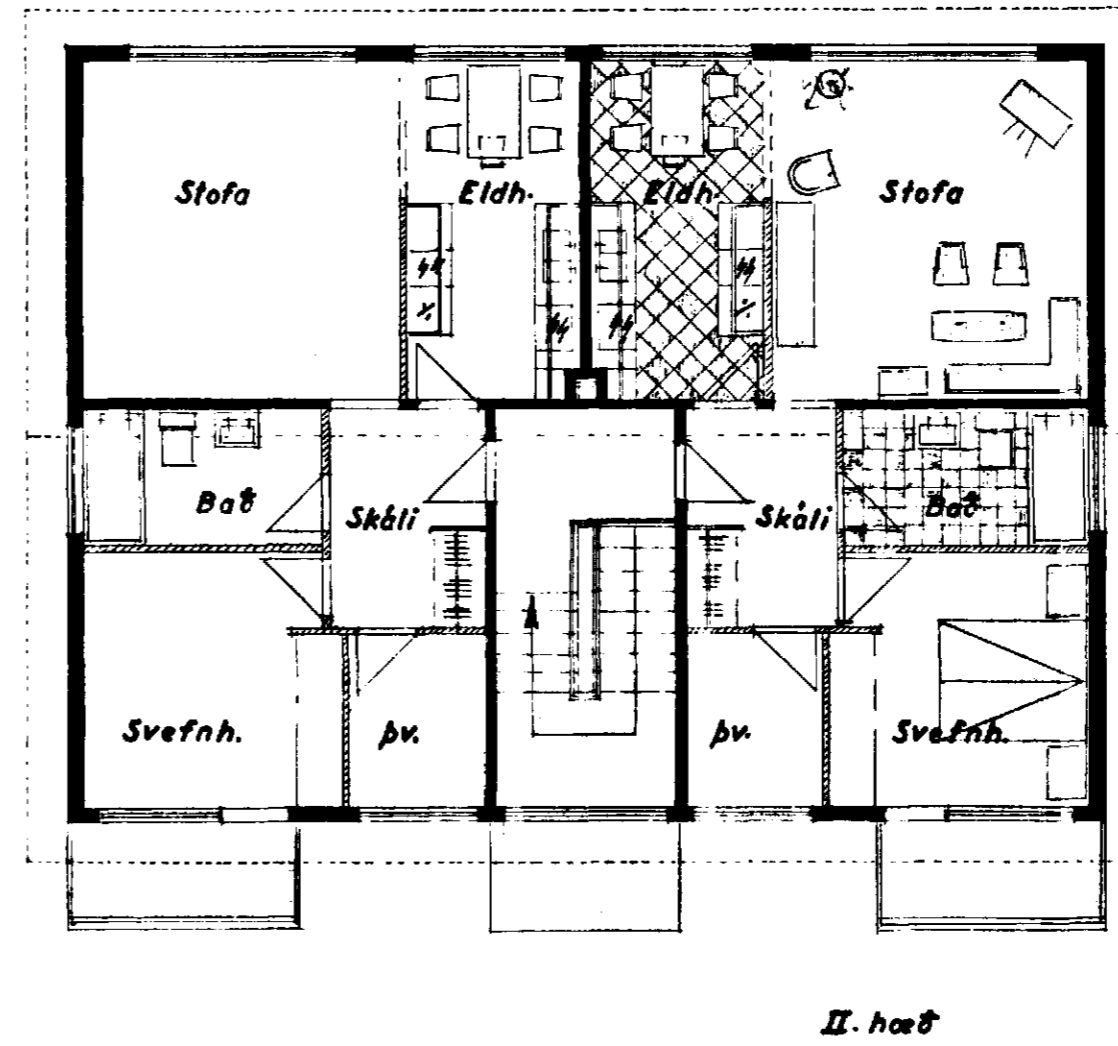 Stofa Eldh. Eldh. Stofa
Bað Skáli Skáli Bað
Svefnh. Þv. Þv. Svefnh.
II. hæð